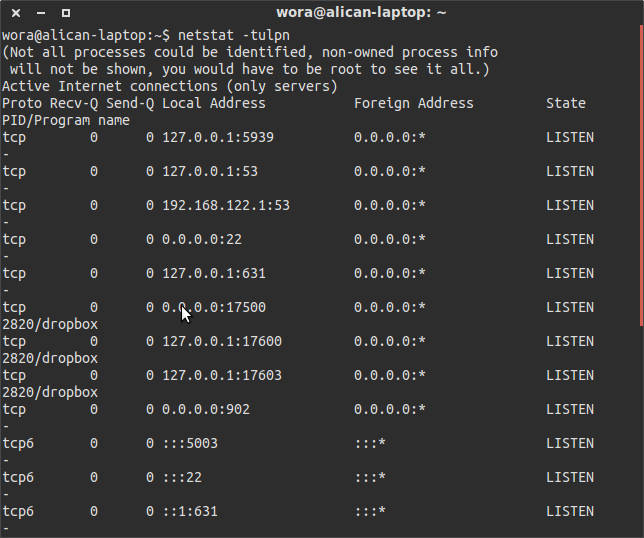 wora@alican-laptop: ~
wora@alican-laptop:~$ netstat -tulpn
(Not all processes could be identified, non-owned process info
 will not be shown, you would have to be root to see it all.)
Active Internet connections (only servers)
Proto Recv-Q Send-Q Local Address           Foreign Address         State
PID/Program name
tcp        0      0 127.0.0.1:5939          0.0.0.0:*               LISTEN
-
tcp        0      0 127.0.0.1:53            0.0.0.0:*               LISTEN
-
tcp        0      0 192.168.122.1:53        0.0.0.0:*               LISTEN
-
tcp        0      0 0.0.0.0:22              0.0.0.0:*               LISTEN
-
tcp        0      0 127.0.0.1:631           0.0.0.0:*               LISTEN
-
tcp        0      0 0.0.0.0:17500           0.0.0.0:*               LISTEN
2820/dropbox
tcp        0      0 127.0.0.1:17600         0.0.0.0:*               LISTEN
2820/dropbox
tcp        0      0 127.0.0.1:17603         0.0.0.0:*               LISTEN
2820/dropbox
tcp        0      0 0.0.0.0:902             0.0.0.0:*               LISTEN
-
tcp6       0      0 :::5003                 :::*                    LISTEN
-
tcp6       0      0 :::22                   :::*                    LISTEN
-
tcp6       0      0 ::1:631                 :::*                    LISTEN
-